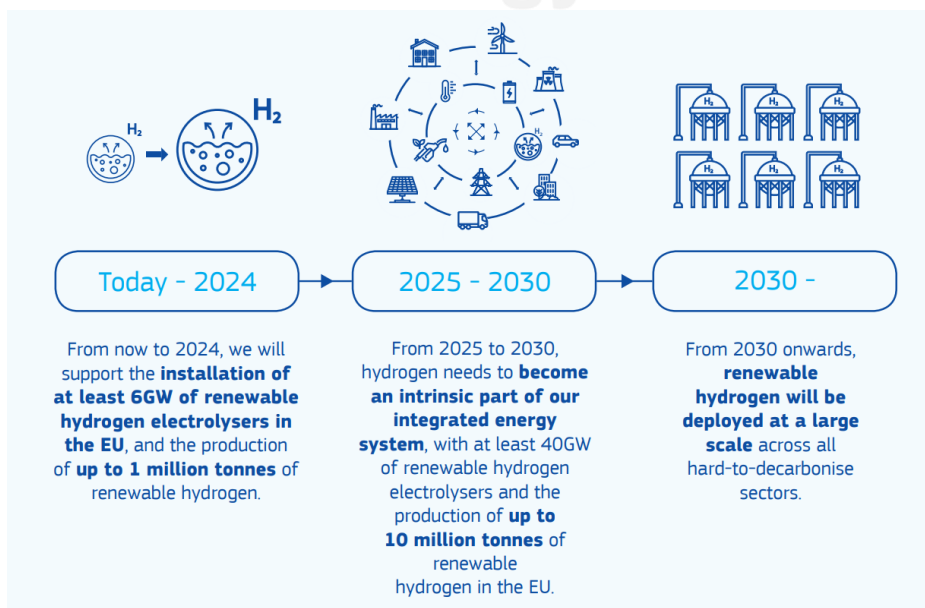 H₂
H₂
H₂
H₂
H₂
H₂
H₂
H₂
H₂
Today - 2024
2025 - 2030
2030 -
From now to 2024, we will
support the installation of
at least 6GW of renewable
hydrogen electrolysers in
the EU, and the production
of up to 1 million tonnes of
renewable hydrogen.
From 2025 to 2030,
hydrogen needs to become
an intrinsic part of our
integrated energy
system, with at least 40GW
of renewable hydrogen
electrolysers and the
production of up to
10 million tonnes of
renewable
hydrogen in the EU.
From 2030 onwards,
renewable
hydrogen will be
deployed at a large
scale across all
hard-to-decarbonise
sectors.